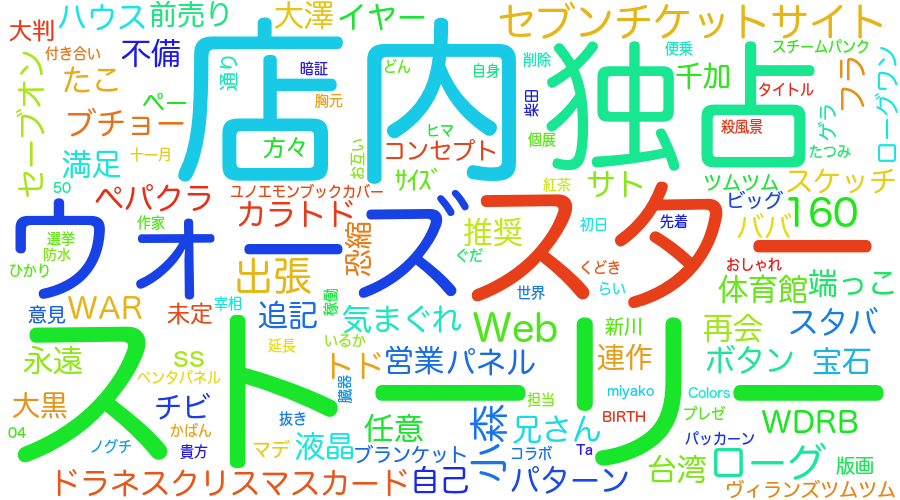 ハウス
前売り
大澤
イヤー
セブンチケットサイト
大判
付き合い
不備
通り
店内
独占
どん
自身
削除
便乗
スチームパンク
暗証
胸元
千加
タイトル
フラ
ローグワン
セーブオン
たこ
ペー
ブチョー
方々
ヒマ
柴田
個展
殺風景
ゲラ
たつみ
十一月
満足
お互い
コンセプト
ペパクラ
ユノエモンブックカバー
ｻｲｽﾞ
紅茶
サト
ツムツム
スケッチ
50
ウォーズ
スター
カラトド
作家
推奨
初日
先着
ビッグ
ババ
160
選挙
防水
ひかり
恐縮
ぐだ
くどき
おしゃれ
出張
世界
らい
体育館
端っこ
WAR
意見
未定
宰相
追記
稼働
気まぐれ
Web
新川
再会
スタバ
ストーリー
永遠
ss
延長
いるか
ペンタパネル
テド
営業
パネル
連作
ボタン
宝石
臓器
miyako
Colors
大黒
チビ
抜き
担当
BIRTH
プレゼ
WDRB
04
かばん
任意
小森
兄さん
ノグチ
貴方
マデ
液晶
ブランケット
コラボ
Ta
パッカーン
台湾
ローグ
版画
ドラネスクリスマスカード
自己
パターン
ヴィランズツムツム